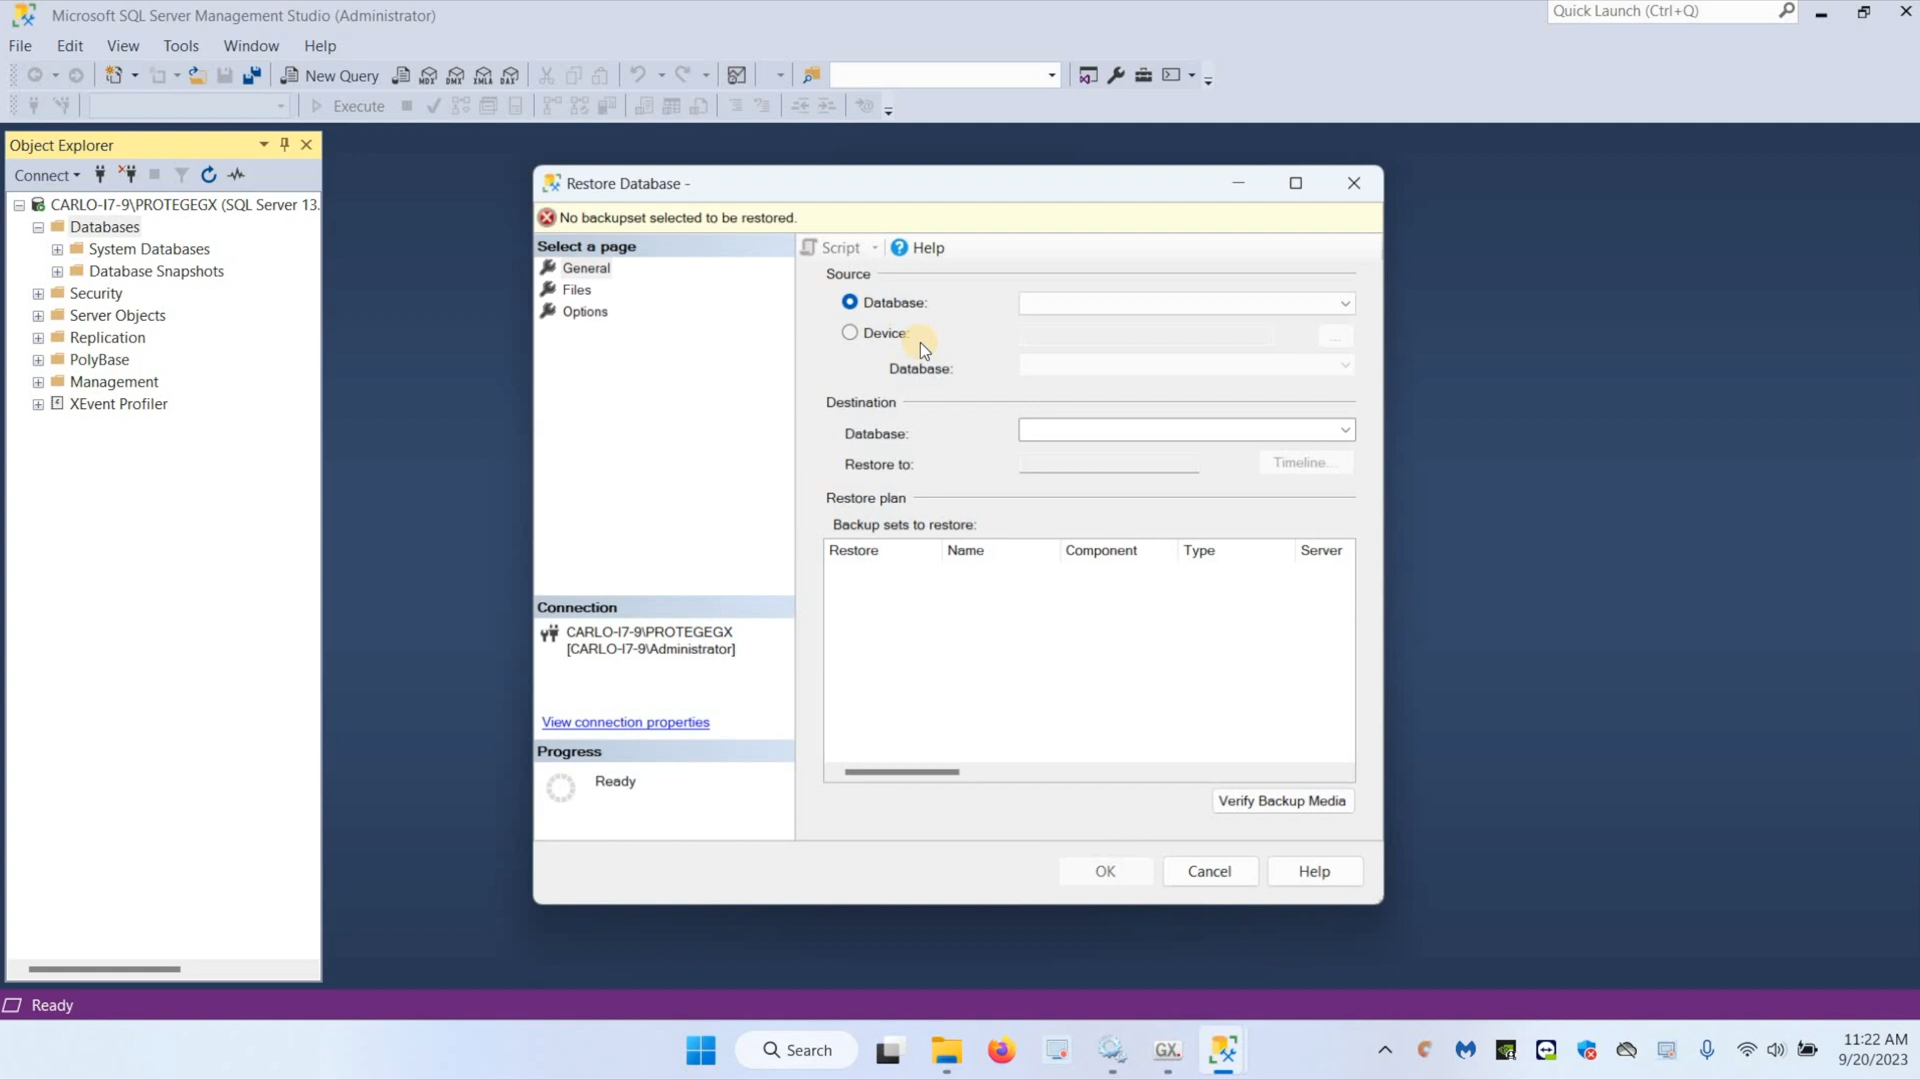 Microsoft SQL Server Management Studio (Administrator)
Quick Launch (Ctrl+Q)
File Edit View Tools Window Help
New Query MDX DMX XMLA DAX
Execute
Object Explorer
Connect
CARLO-I7-9\PROTEGEGX (SQL Server 13.
Databases
System Databases
Database Snapshots
Security
Server Objects
Replication
PolyBase
Management
XEvent Profiler
Restore Database -
No backupset selected to be restored.
Select a page
General
Files
Options
Script Help
Source
Database:
Device:
...
Database:
Destination
Database:
Restore to:
Timeline...
Restore plan
Backup sets to restore:
Restore Name Component Type Server
Connection
CARLO-I7-9\PROTEGEGX
[CARLO-I7-9\Administrator]
View connection properties
Progress
Ready
Verify Backup Media
OK Cancel Help
Ready
Search
GX.
11:22 AM
9/20/2023